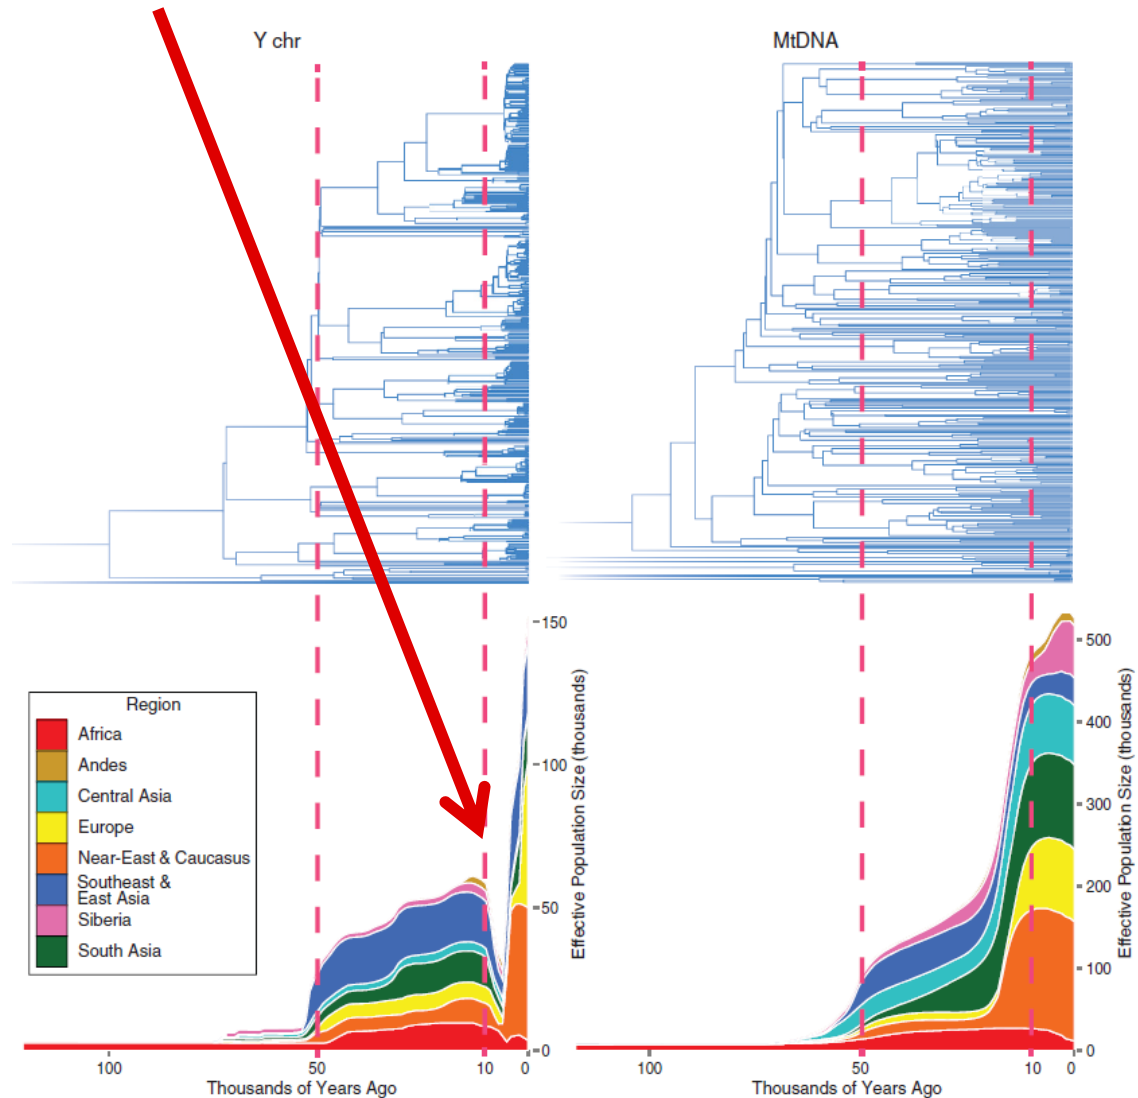 Y chr
MtDNA
150
100
50
0
Effective Population Size (thousands)
500
400
300
200
100
0
Effective Population Size (thousands)
Region
Africa
Andes
Central Asia
Europe
Near-East & Caucasus
Southeast &
East Asia
Siberia
South Asia
100
50
10
0
Thousands of Years Ago
100
50
10
0
Thousands of Years Ago